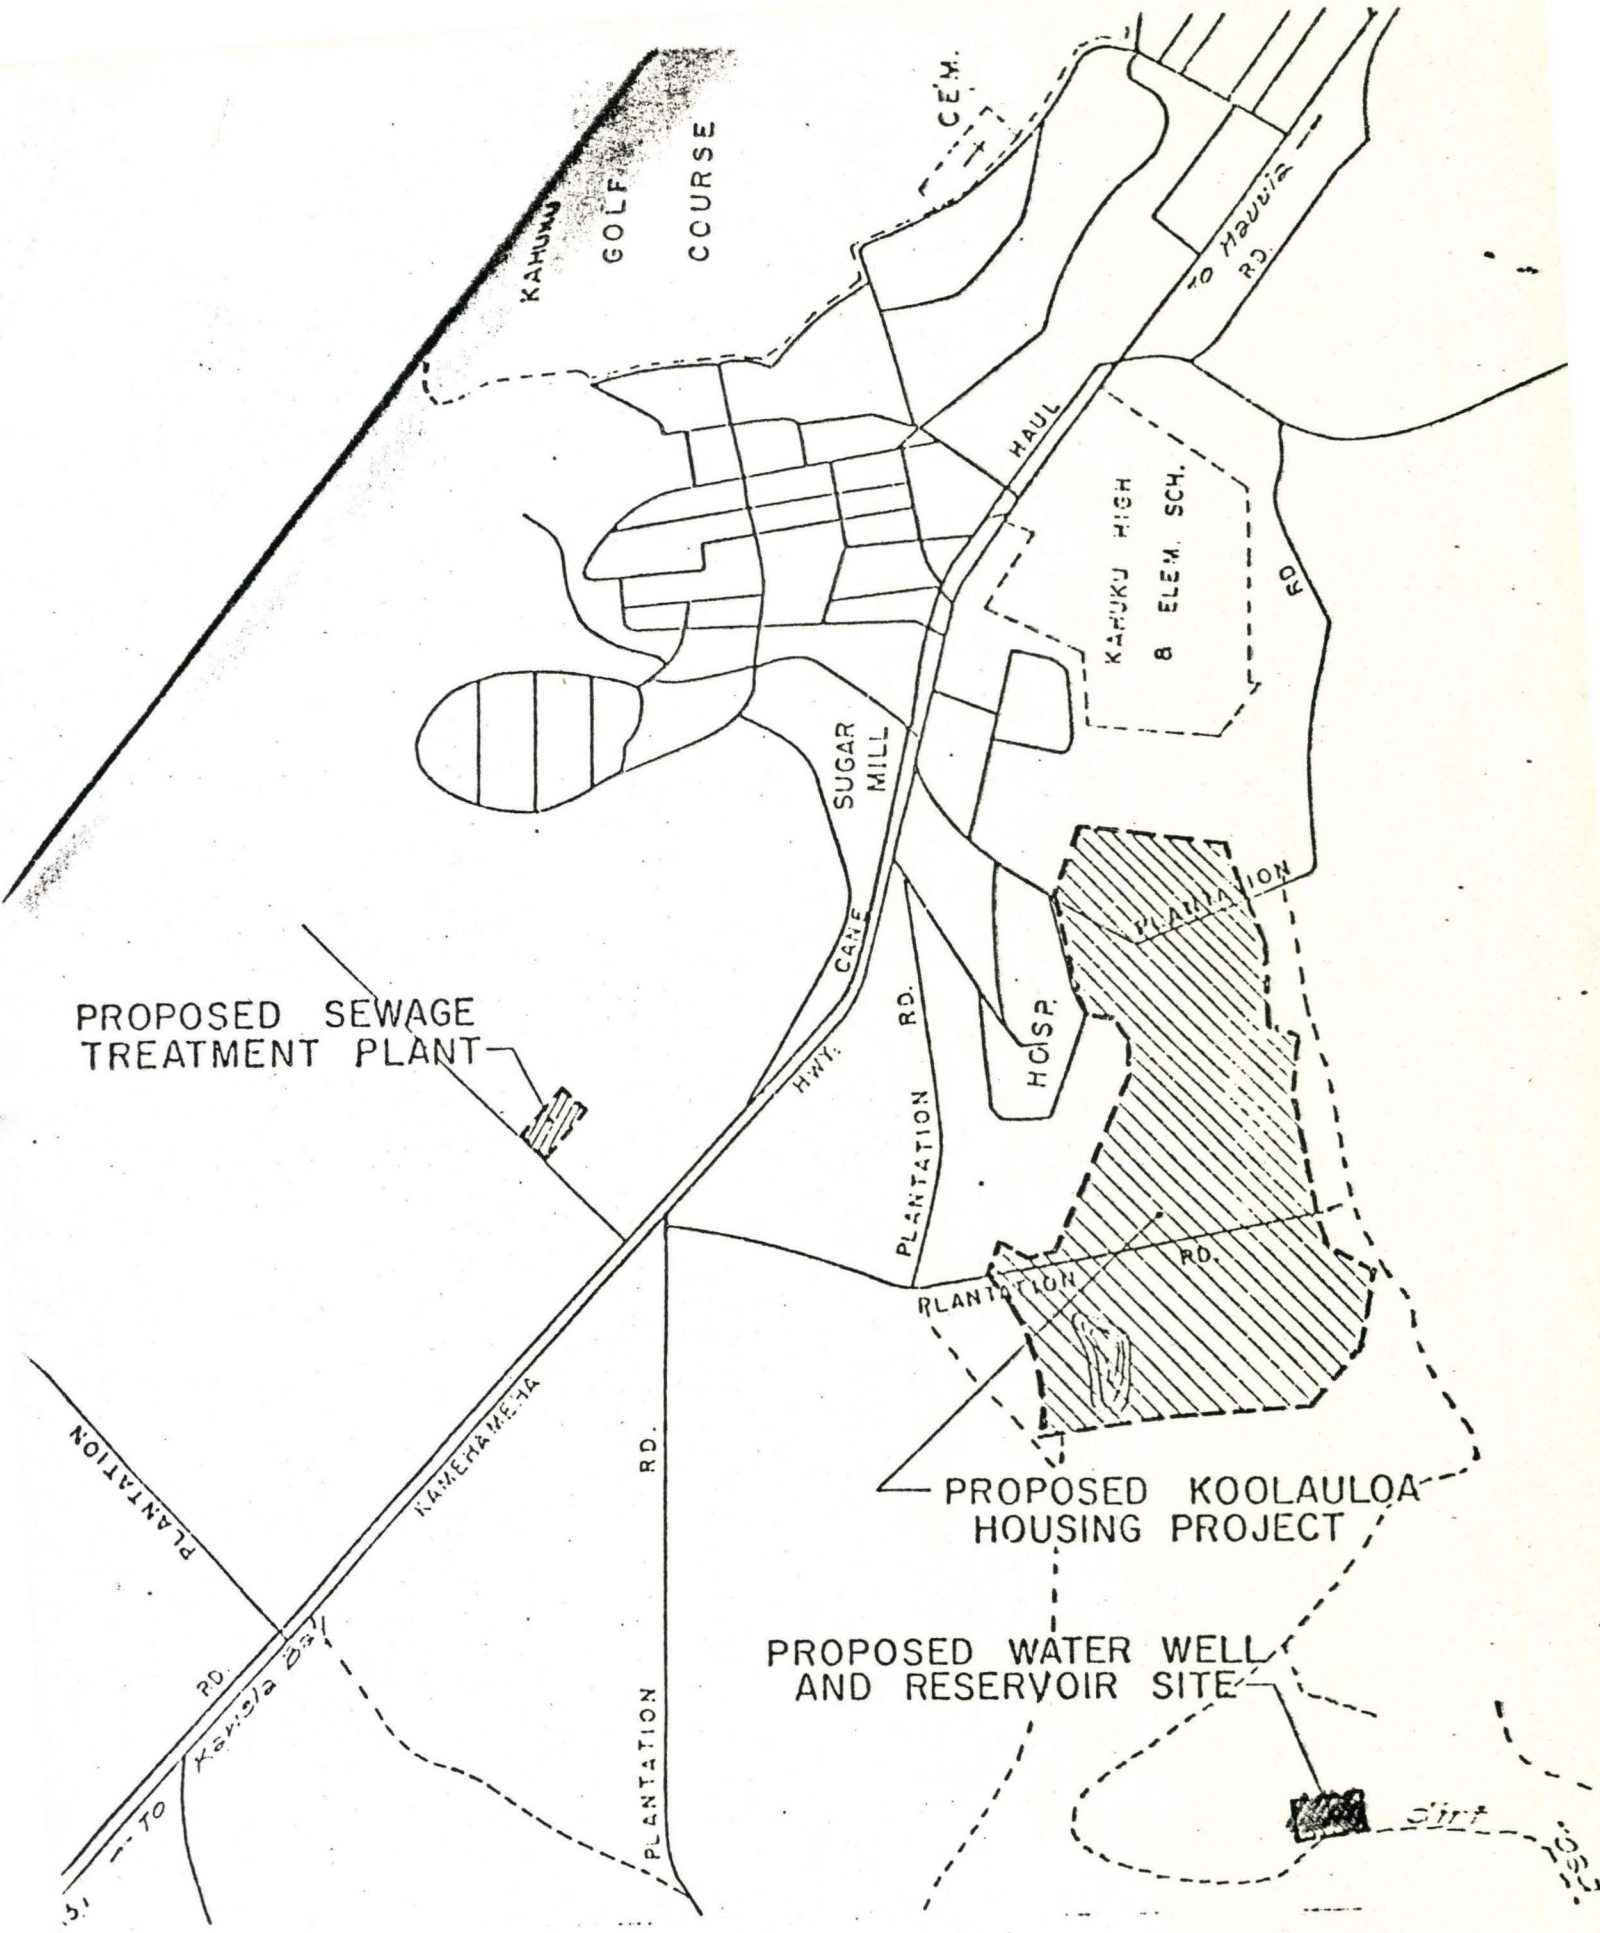 KAHUKU
GOLF
COURSE
CEM.
TO Hauula
RD.
HAUL
KAHUKU HIGH
& ELEM. SCH.
RD
SUGAR
MILL
PLANTATION
CANE
HWY.
RD.
PLANTATION
HOSP.
PROPOSED SEWAGE
TREATMENT PLANT
PLANTATION
RD.
PROPOSED KOOLAULOA
HOUSING PROJECT
KAMEHAMEHA
RD.
PLANTATION
PLANTATION
RD.
TO Kawela Bay
PROPOSED WATER WELL
AND RESERVOIR SITE
dirt